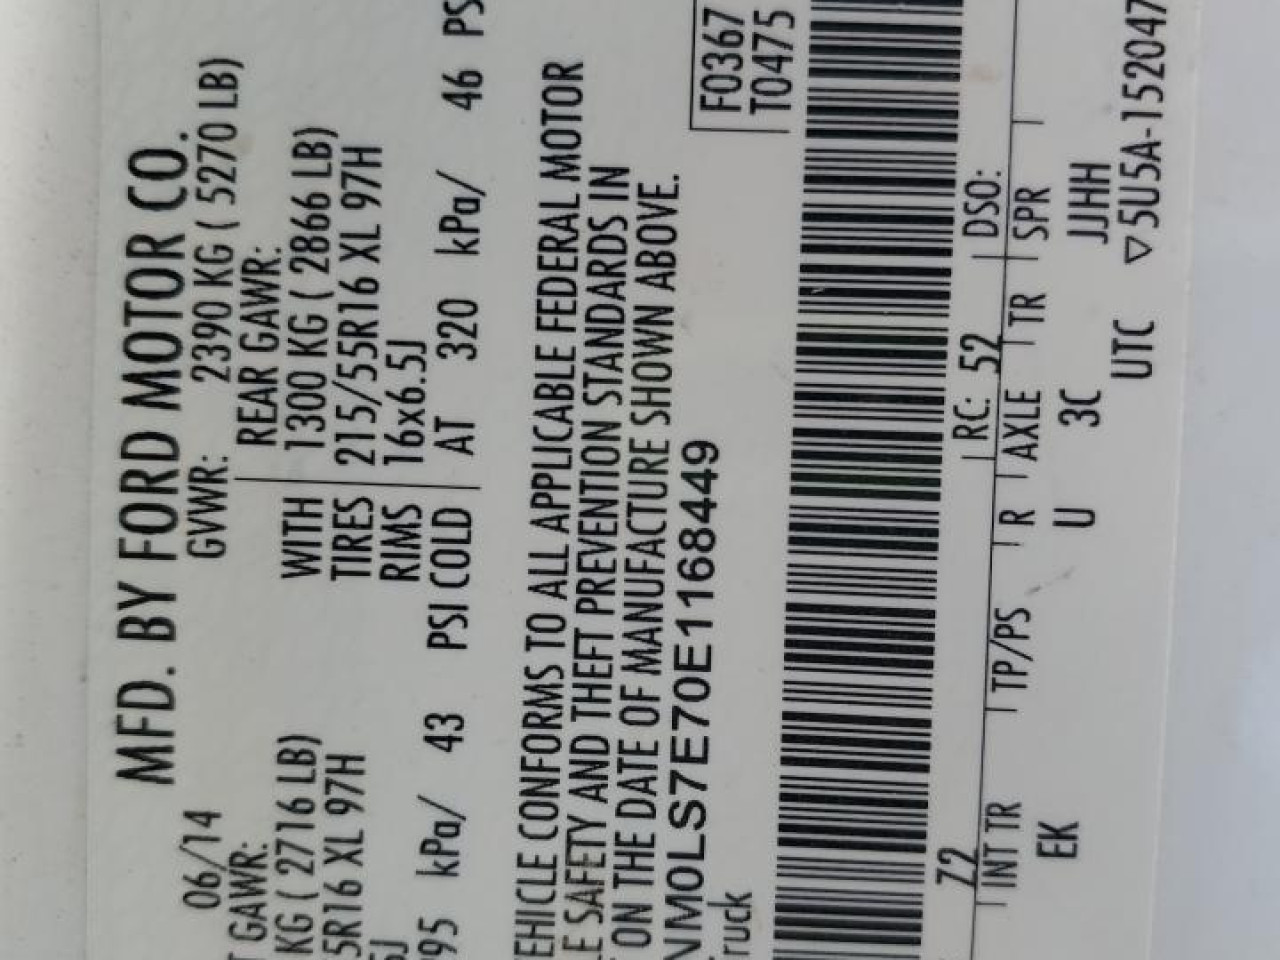 MFD. BY FORD MOTOR CO.
06/14 GVWR: 2390 KG ( 5270 LB)
GAWR: REAR GAWR:
KG ( 2716 LB) WITH 1300 KG ( 2866 LB)
5R16 XL 97H TIRES 215/55R16 XL 97H
RIMS 16x6.5J
95 kPa/ 43 PSI COLD AT 320 kPa/ 46 PS
EHICLE CONFORMS TO ALL APPLICABLE FEDERAL MOTOR
LE SAFETY AND THEFT PREVENTION STANDARDS IN
ON THE DATE OF MANUFACTURE SHOWN ABOVE.
NM0LS7E70E1168449
F0367
T0475
ruck
Z2 RC: 52 DSO:
INT TR TP/PS R AXLE TR SPR
EK U 3C JJHH
UTC ▽5U5A-152047